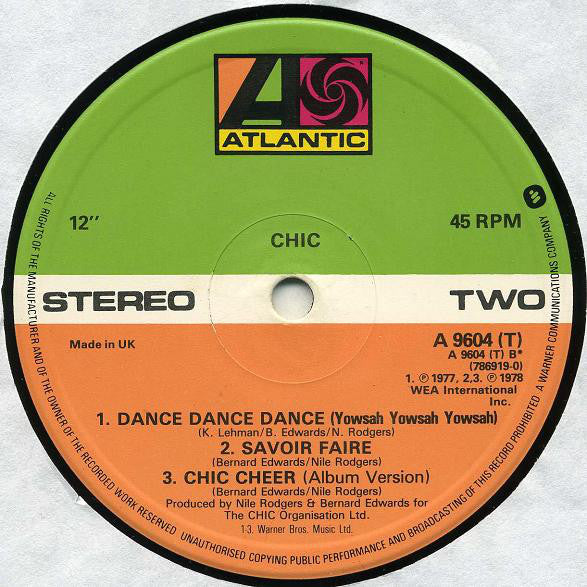 ATLANTIC
12"
45 RPM
CHIC
STEREO
TWO
Made in UK
A 9604 (T)
A 9604 (T) B*
(786919-0)
1. ℗ 1977, 2,3. ℗ 1978
WEA International
Inc.
1. DANCE DANCE DANCE (Yowsah Yowsah Yowsah)
(K. Lehman/B. Edwards/N. Rodgers)
2. SAVOIR FAIRE
(Bernard Edwards/Nile Rodgers)
3. CHIC CHEER (Album Version)
(Bernard Edwards/Nile Rodgers)
Produced by Nile Rodgers & Bernard Edwards for
The CHIC Organisation Ltd.
1-3. Warner Bros. Music Ltd.
ALL RIGHTS OF THE MANUFACTURER AND OF THE OWNER OF THE RECORDED WORK RESERVED
UNAUTHORISED COPYING PUBLIC PERFORMANCE AND BROADCASTING OF THIS RECORD PROHIBITED
A WARNER COMMUNICATIONS COMPANY